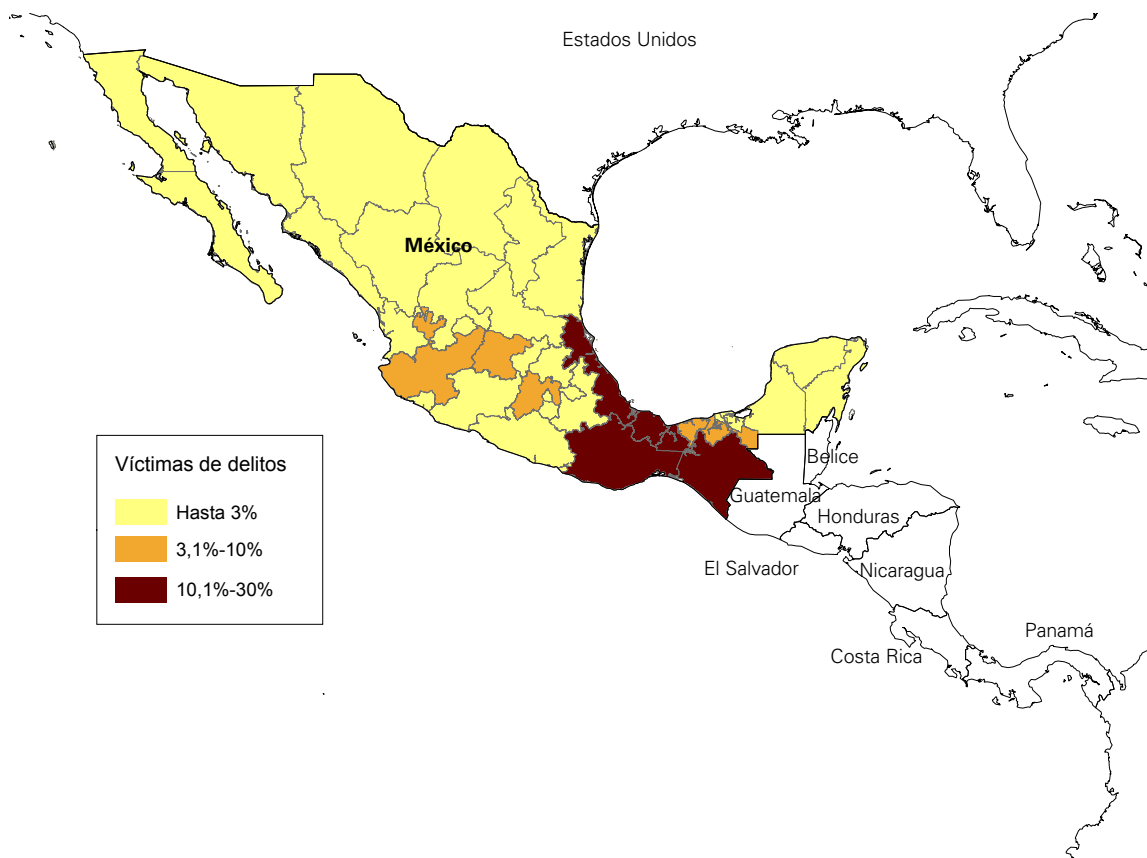 Estados Unidos
México
Víctimas de delitos
Hasta 3%
3,1%-10%
10,1%-30%
Belíce
Guatemala
Honduras
El Salvador
Nicaragua
Panamá
Costa Rica